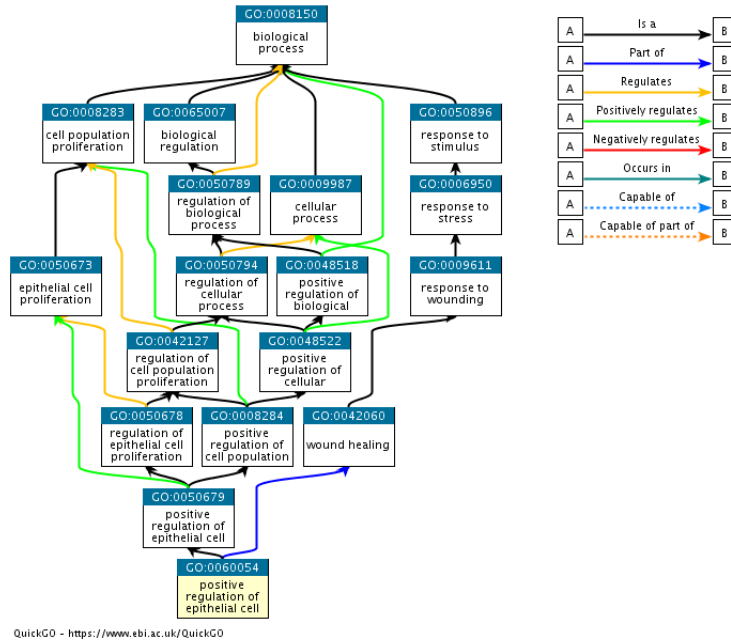 GO:0008150
biological
process
A
Is a
B
A
Part of
B
A
Regulates
B
A
Positively regulates
B
A
Negatively regulates
B
A
Occurs in
B
A
Capable of
B
A
Capable of part of
B
GO:0008283
cell population
proliferation
GO:0065007
biological
regulation
GO:0050896
response to
stimulus
GO:0050789
regulation of
biological
process
GO:0009987
cellular
process
GO:0006950
response to
stress
GO:0050673
epithelial cell
proliferation
GO:0050794
regulation of
cellular
process
GO:0048518
positive
regulation of
biological
GO:0009611
response to
wounding
GO:0042127
regulation of
cell population
proliferation
GO:0048522
positive
regulation of
cellular
GO:0050678
regulation of
epithelial cell
proliferation
GO:0008284
positive
regulation of
cell population
GO:0042060
wound healing
GO:0050679
positive
regulation of
epithelial cell
GO:0060054
positive
regulation of
epithelial cell
QuickGO - https://www.ebi.ac.uk/QuickGO